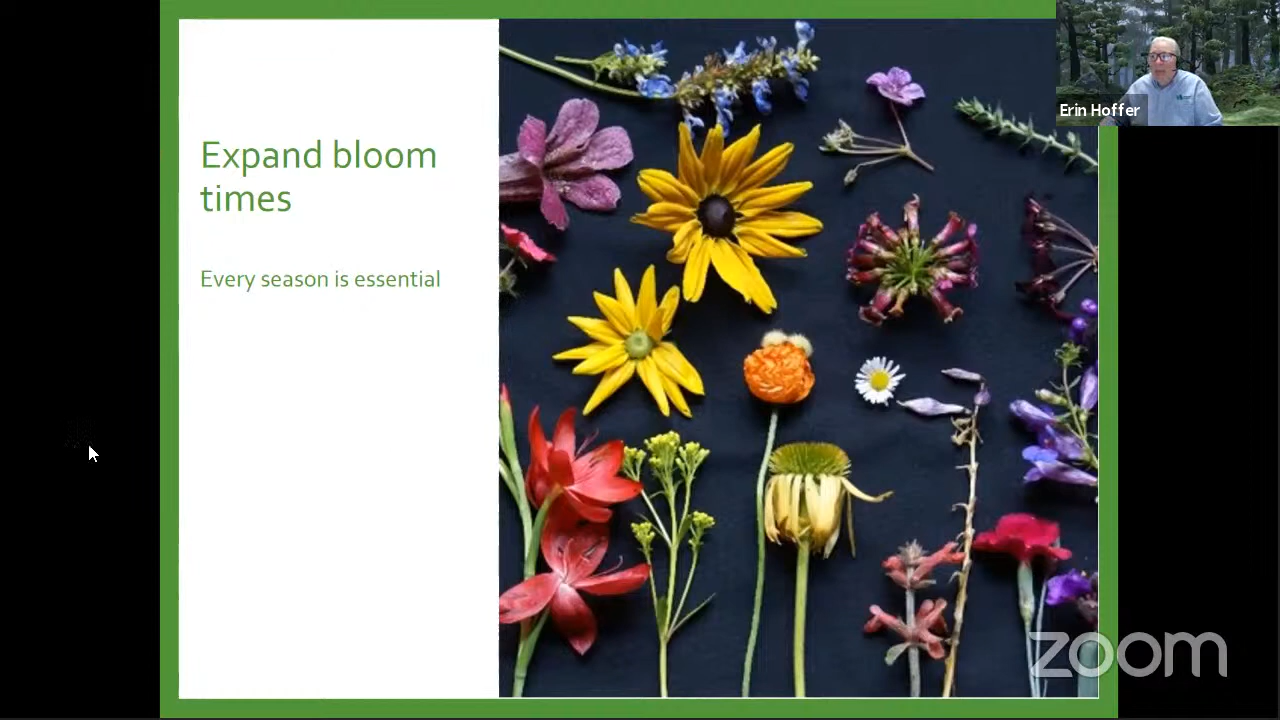 Expand bloom
times
Every season is essential
Erin Hoffer
zoom